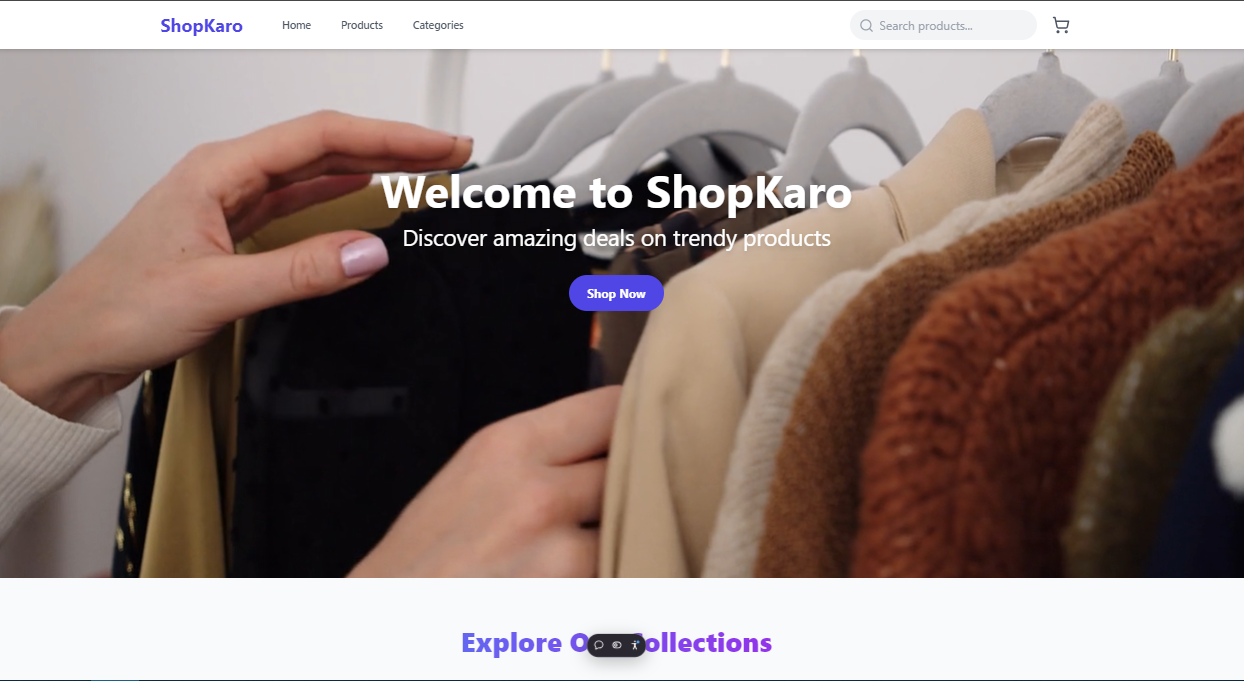 ShopKaro
Home
Products
Categories
Search products...
Welcome to ShopKaro
Discover amazing deals on trendy products
Shop Now
Explore O ollections